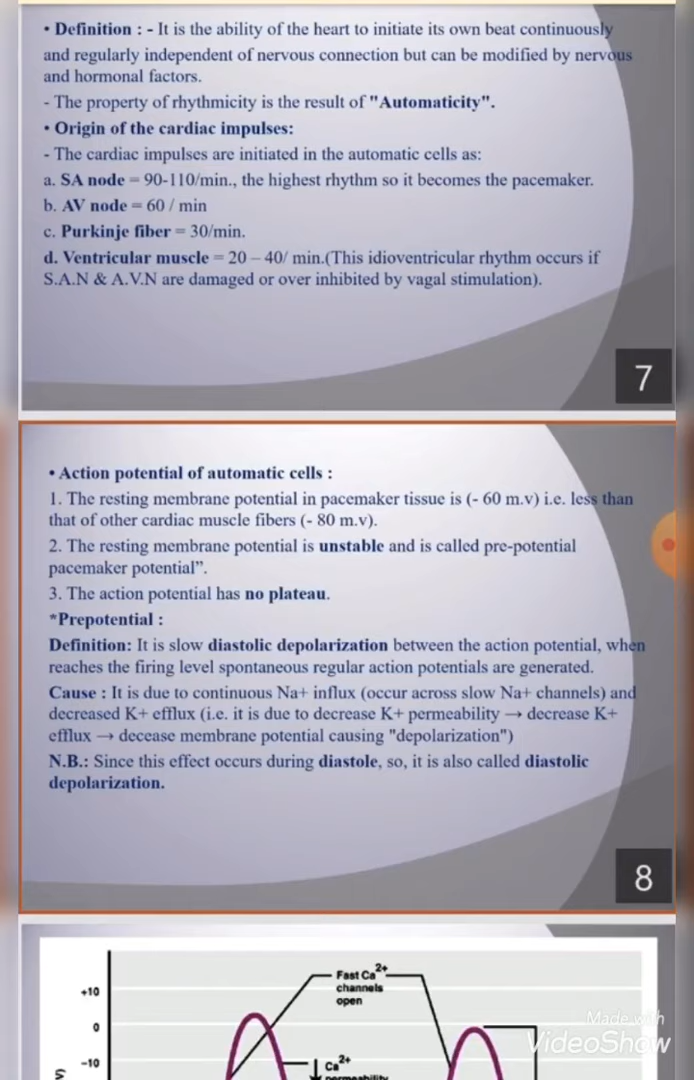 • Definition : - It is the ability of the heart to initiate its own beat continuously
and regularly independent of nervous connection but can be modified by nervous
and hormonal factors.
- The property of rhythmicity is the result of "Automaticity".
• Origin of the cardiac impulses:
- The cardiac impulses are initiated in the automatic cells as:
a. SA node = 90-110/min., the highest rhythm so it becomes the pacemaker.
b. AV node = 60 / min
c. Purkinje fiber = 30/min.
d. Ventricular muscle = 20 – 40/ min.(This idioventricular rhythm occurs if
S.A.N & A.V.N are damaged or over inhibited by vagal stimulation).
7
• Action potential of automatic cells :
1. The resting membrane potential in pacemaker tissue is (- 60 m.v) i.e. less than
that of other cardiac muscle fibers (- 80 m.v).
2. The resting membrane potential is unstable and is called pre-potential
pacemaker potential”.
3. The action potential has no plateau.
*Prepotential :
Definition: It is slow diastolic depolarization between the action potential, when
reaches the firing level spontaneous regular action potentials are generated.
Cause : It is due to continuous Na+ influx (occur across slow Na+ channels) and
decreased K+ efflux (i.e. it is due to decrease K+ permeability → decrease K+
efflux → decease membrane potential causing "depolarization")
N.B.: Since this effect occurs during diastole, so, it is also called diastolic
depolarization.
8
Fast Ca2+
channels
open
+10
0
-10
Ca2+
permeability
Made with
VideoShow